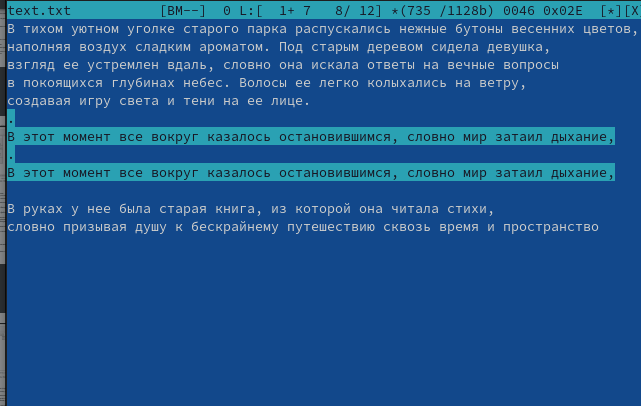 text.txt [BM--] 0 L:[ 1+ 7 8/ 12] *(735 /1128b) 0046 0x02E [*][X
В тихом уютном уголке старого парка распускались нежные бутоны весенних цветов,
наполняя воздух сладким ароматом. Под старым деревом сидела девушка,
взгляд ее устремлен вдаль, словно она искала ответы на вечные вопросы
в покоящихся глубинах небес. Волосы ее легко колыхались на ветру,
создавая игру света и тени на ее лице.
.
В этот момент все вокруг казалось остановившимся, словно мир затаил дыхание,
.
В этот момент все вокруг казалось остановившимся, словно мир затаил дыхание,
В руках у нее была старая книга, из которой она читала стихи,
словно призывая душу к бескрайнему путешествию сквозь время и пространство